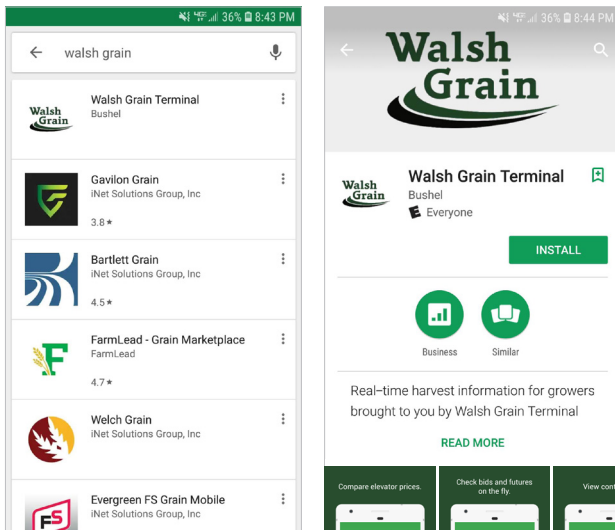 36% 8:43 PM
walsh grain
Walsh
Grain
Walsh Grain Terminal
Bushel
Gavilon Grain
iNet Solutions Group, Inc
3.8 ★
Bartlett Grain
iNet Solutions Group, Inc
4.5 ★
FarmLead - Grain Marketplace
FarmLead
4.7 ★
F
Welch Grain
iNet Solutions Group, Inc
Evergreen FS Grain Mobile
iNet Solutions Group, Inc
FS
36% 8:44 PM
Walsh
Grain
Walsh
Grain
Walsh Grain Terminal
Bushel
E Everyone
INSTALL
Business
Similar
Real-time harvest information for growers
brought to you by Walsh Grain Terminal
READ MORE
Compare elevator prices.
Check bids and futures
on the fly.
View cont